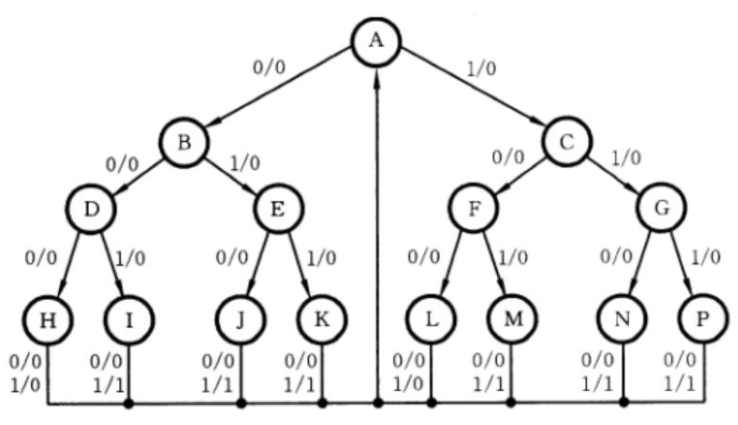 A
0/0 1/0
B C
0/0 1/0 0/0 1/0
D E F G
0/0 1/0 0/0 1/0 0/0 1/0 0/0 1/0
H I J K L M N P
0/0 0/0 0/0 0/0 0/0 0/0 0/0 0/0
1/0 1/1 1/1 1/1 1/0 1/1 1/1 1/1